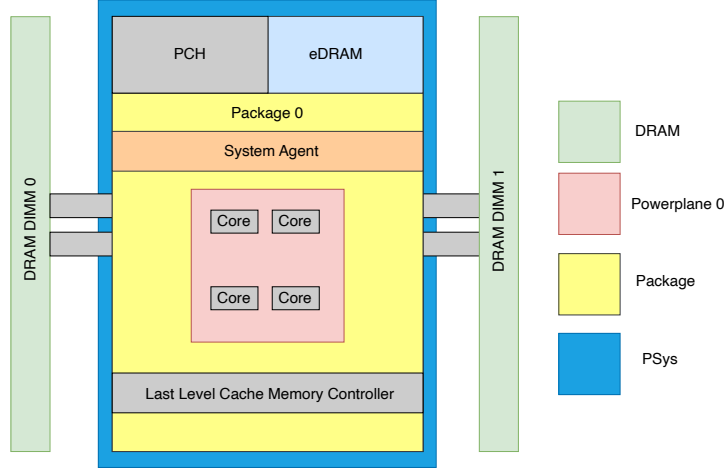 PCH
eDRAM
Package 0
System Agent
DRAM DIMM 0
DRAM DIMM 1
Core
Core
Core
Core
Last Level Cache Memory Controller
DRAM
Powerplane 0
Package
PSys